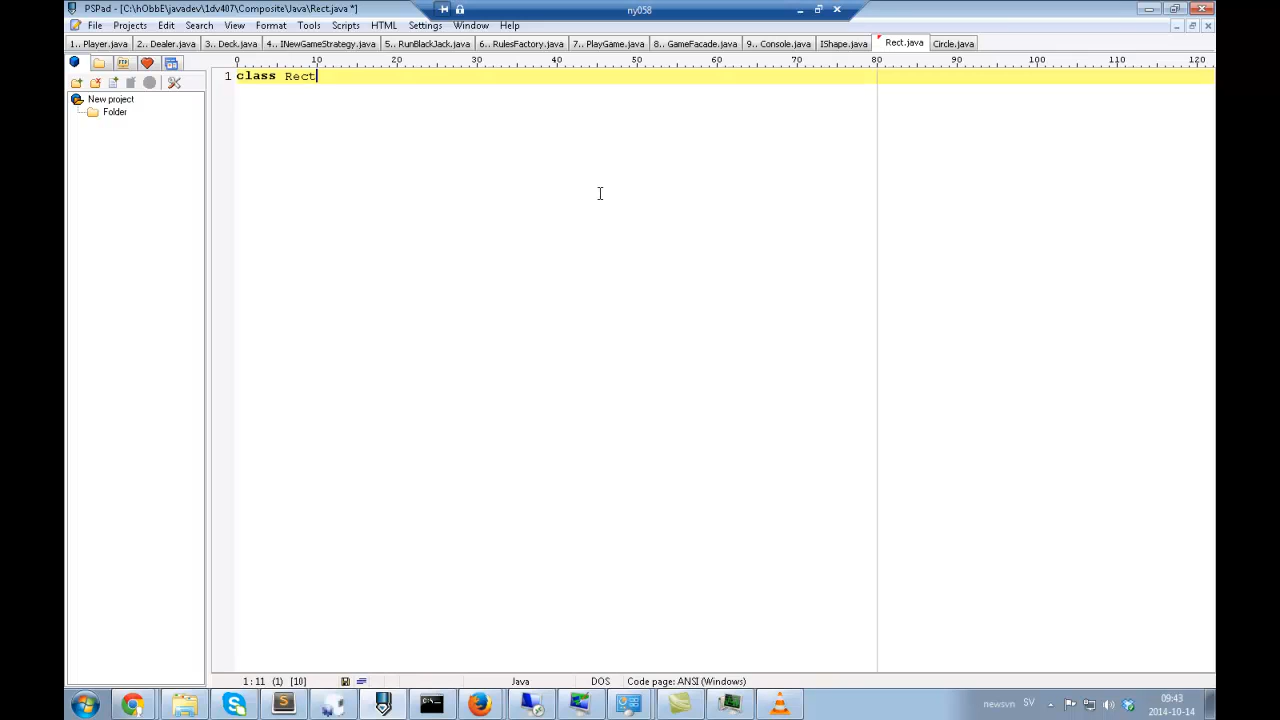 PSPad - [C:\hObbE\javadev\1dv407\Composite\Java\Rect.java *]
ny058
File Projects Edit Search View Format Tools Scripts HTML Settings Window Help
1.. Player.java 2.. Dealer.java 3.. Deck.java 4.. INewGameStrategy.java 5.. RunBlackJack.java 6.. RulesFactory.java 7.. PlayGame.java 8.. GameFacade.java 9.. Console.java IShape.java Rect.java Circle.java
0 10 20 30 40 50 60 70 80 90 100 110 120
1 class Rect
New project
Folder
1:11 (1) [10] Java DOS Code page: ANSI (Windows)
newsvn SV 09:43
2014-10-14